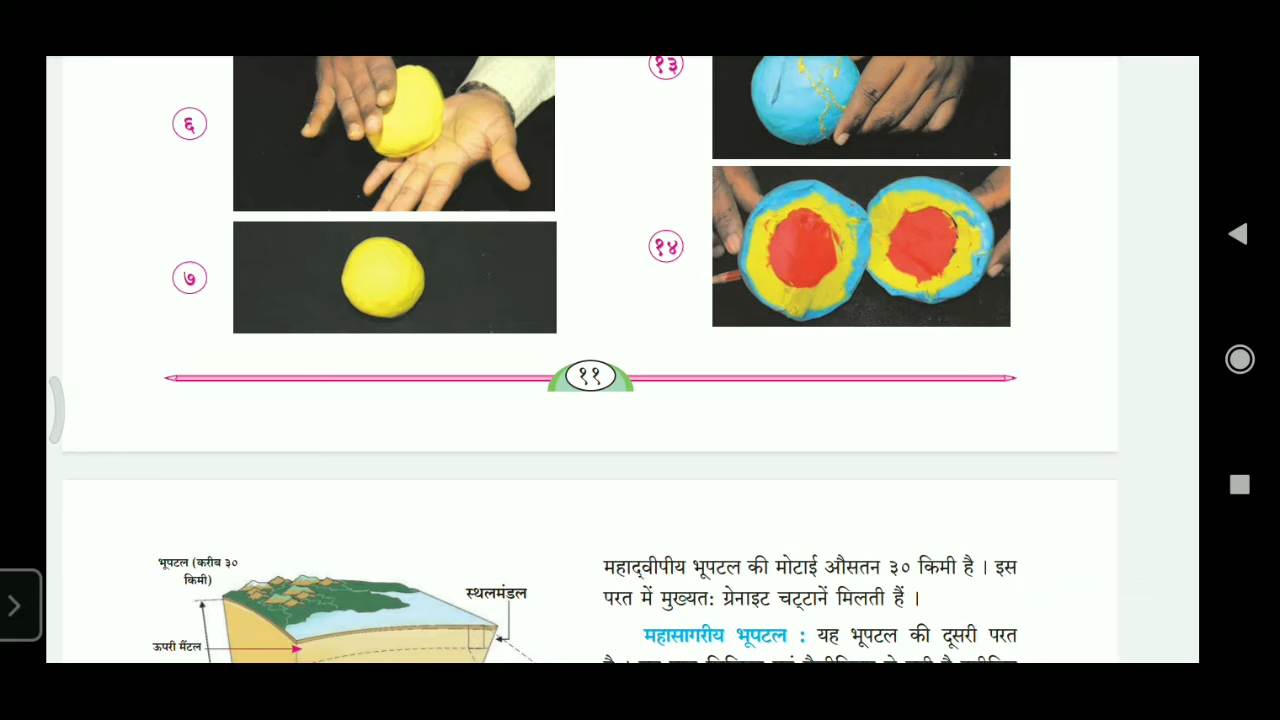 ६
७
१३
१४
११
भूपटल (करीब ३०
किमी)
स्थलमंडल
ऊपरी मैंटल
महाद्‌वीपीय भूपटल की मोटाई औसतन ३० किमी है । इस
परत में मुख्यतः ग्रेनाइट चट्‌टानें मिलती हैं ।
महासागरीय भूपटल : यह भूपटल की दूसरी परत